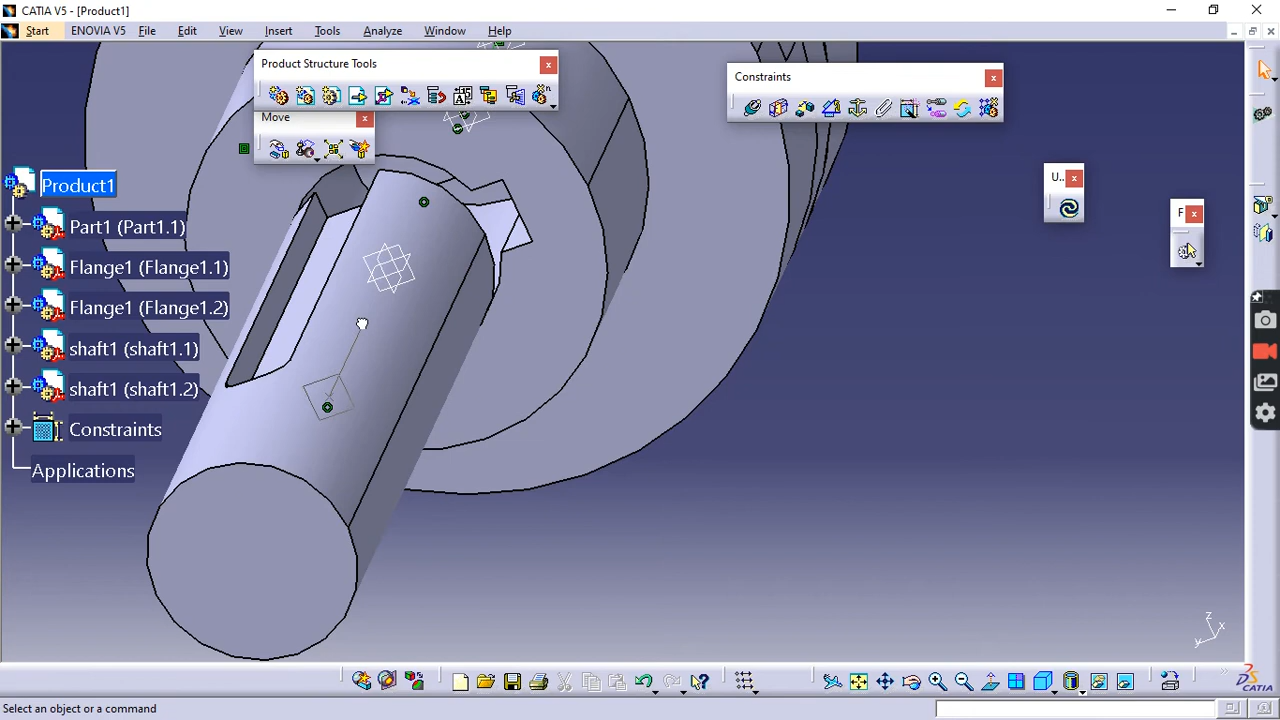 CATIA V5 - [Product1]
Start ENOVIA V5 File Edit View Insert Tools Analyze Window Help
Product Structure Tools
Constraints
Move
U..
F
Product1
Part1 (Part1.1)
Flange1 (Flange1.1)
Flange1 (Flange1.2)
shaft1 (shaft1.1)
shaft1 (shaft1.2)
Constraints
Applications
z
x
y
CATIA
Select an object or a command